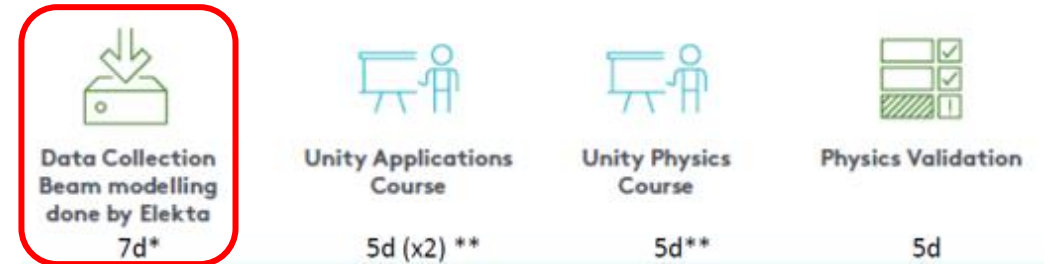 Data Collection
Beam modelling
done by Elekta
7d*
Unity Applications
Course
5d (x2) **
Unity Physics
Course
5d**
Physics Validation
5d